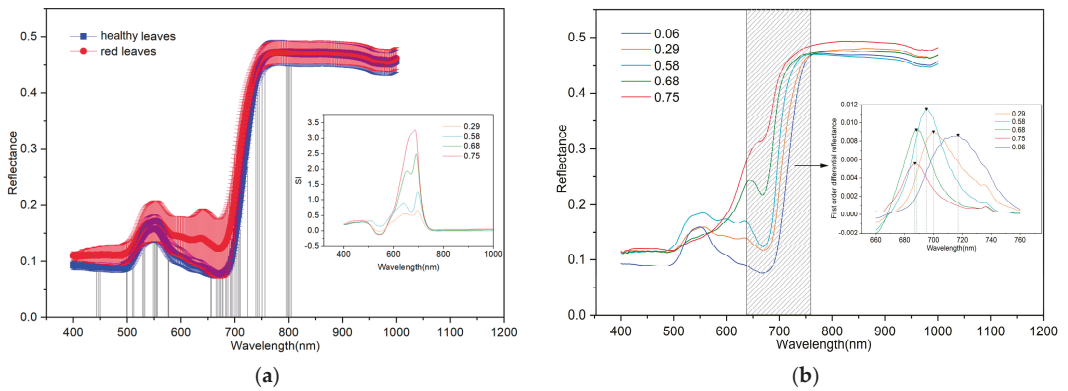 healthy leaves
red leaves
0.5
0.4
0.3
0.2
0.1
0.0
Reflectance
400 500 600 700 800 900 1000 1100 1200
Wavelength(nm)
0.29
0.58
0.68
0.75
3.5
3.0
2.5
2.0
1.5
1.0
0.5
0.0
-0.5
SI
400 600 800 1000
Wavelength(nm)
(a)
0.06
0.29
0.58
0.68
0.75
0.5
0.4
0.3
0.2
0.1
0.0
Reflectance
400 500 600 700 800 900 1000 1100 1200
Wavelength(nm)
0.29
0.58
0.68
0.75
0.06
0.012
0.010
0.008
0.006
0.004
0.002
0.000
First order differential reflectance
660 680 700 720 740 760
Wavelength(nm)
(b)